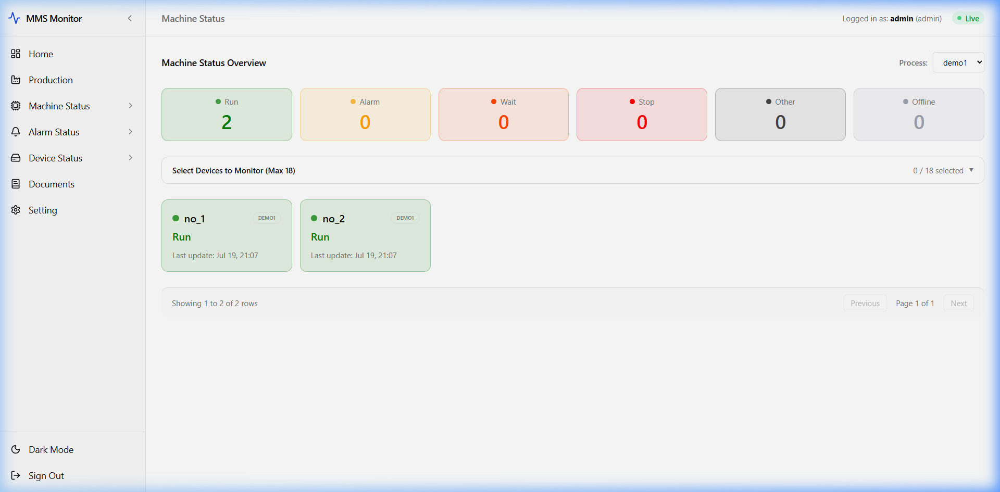 MMS Monitor
Machine Status
Logged in as: admin (admin)
Live
Home
Production
Machine Status
Alarm Status
Device Status
Documents
Setting
Dark Mode
Sign Out
Machine Status Overview
Process: demo1
Run
2
Alarm
0
Wait
0
Stop
0
Other
0
Offline
0
Select Devices to Monitor (Max 18)
0 / 18 selected
no_1 DEMO1
Run
Last update: Jul 19, 21:07
no_2 DEMO1
Run
Last update: Jul 19, 21:07
Showing 1 to 2 of 2 rows
Previous Page 1 of 1 Next